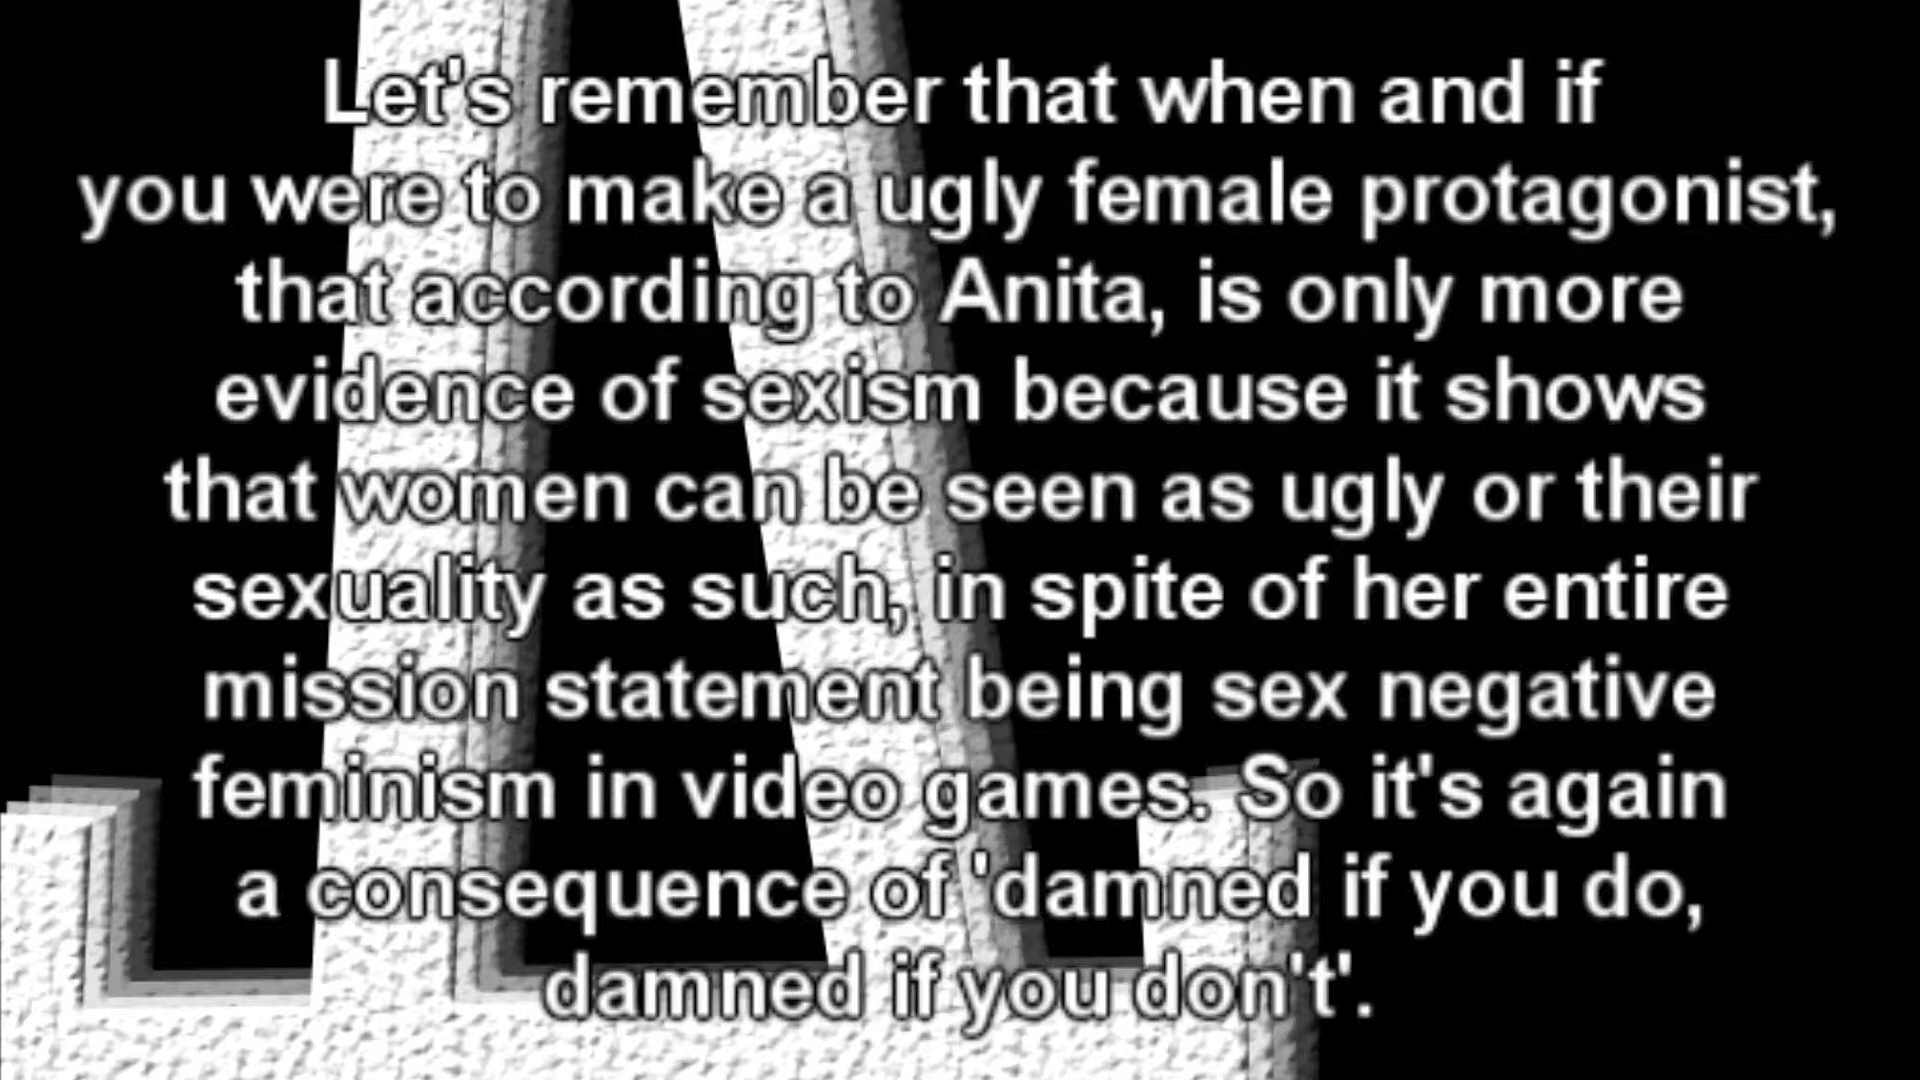 Let's remember that when and if
you were to make a ugly female protagonist,
that according to Anita, is only more
evidence of sexism because it shows
that women can be seen as ugly or their
sexuality as such, in spite of her entire
mission statement being sex negative
feminism in video games. So it's again
a consequence of 'damned if you do,
damned if you don't'.